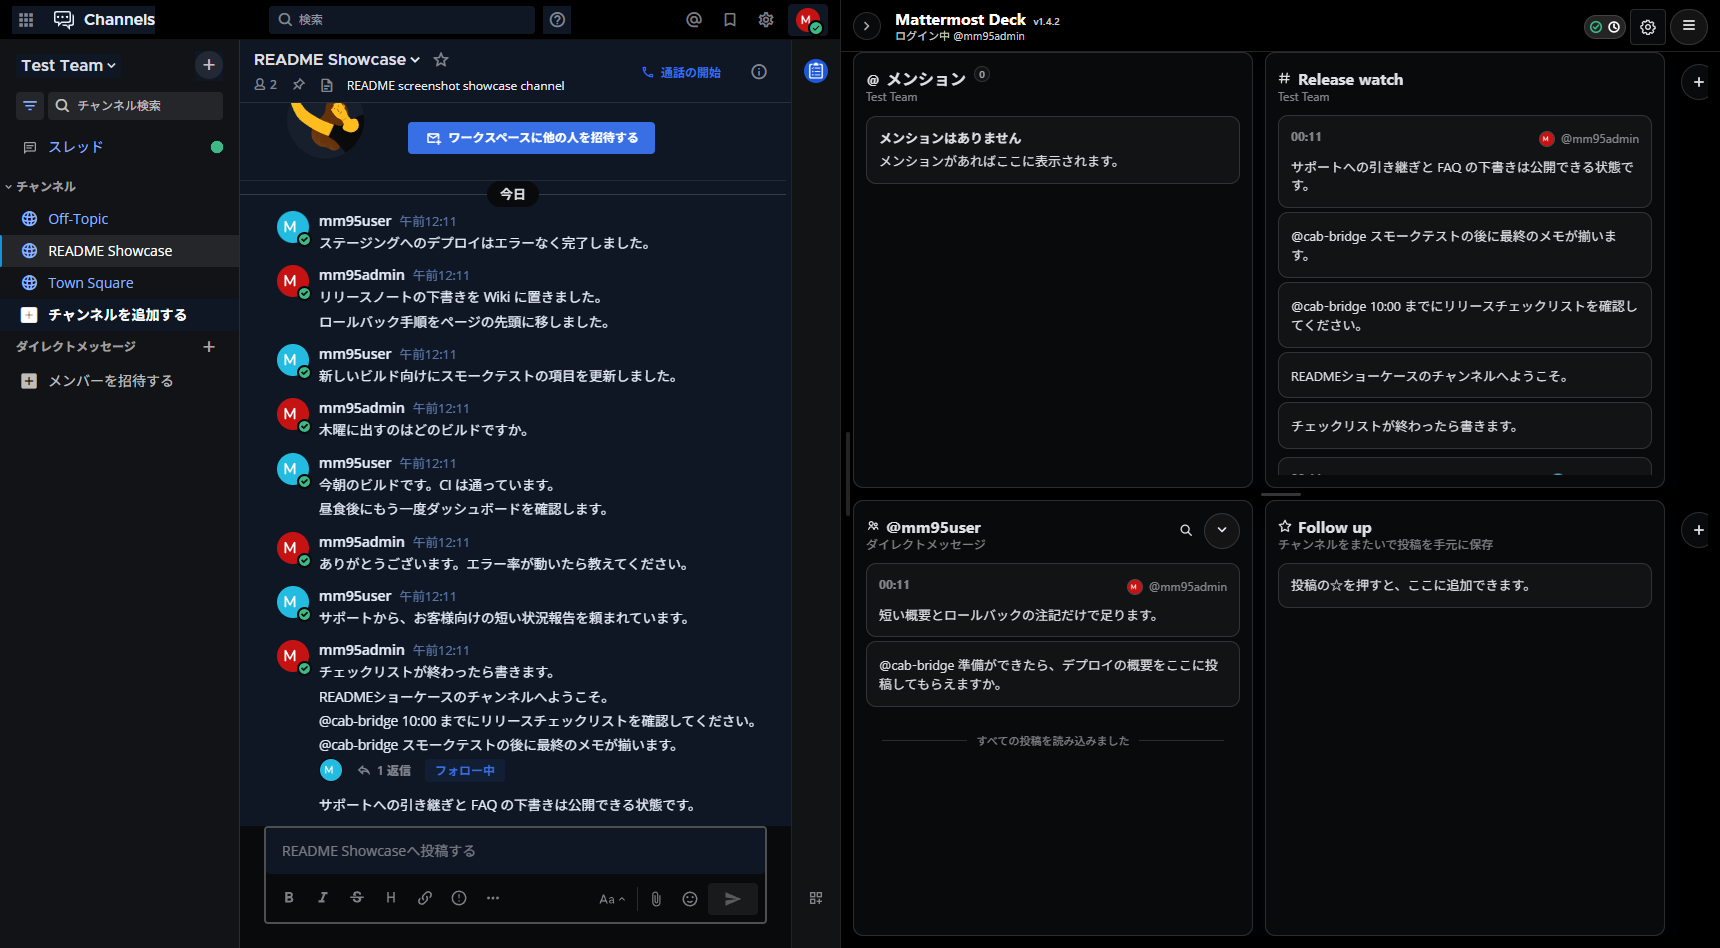 Channels
検索
Test Team
チャンネル検索
スレッド
チャンネル
Off-Topic
README Showcase
Town Square
チャンネルを追加する
ダイレクトメッセージ
メンバーを招待する
README Showcase
2
README screenshot showcase channel
通話の開始
ワークスペースに他の人を招待する
今日
mm95user 午前12:11
ステージングへのデプロイはエラーなく完了しました。
mm95admin 午前12:11
リリースノートの下書きを Wiki に置きました。
ロールバック手順をページの先頭に移しました。
mm95user 午前12:11
新しいビルド向けにスモークテストの項目を更新しました。
mm95admin 午前12:11
木曜に出すのはどのビルドですか。
mm95user 午前12:11
今朝のビルドです。CI は通っています。
昼食後にもう一度ダッシュボードを確認します。
mm95admin 午前12:11
ありがとうございます。エラー率が動いたら教えてください。
mm95user 午前12:11
サポートから、お客様向けの短い状況報告を頼まれています。
mm95admin 午前12:11
チェックリストが終わったら書きます。
READMEショーケースのチャンネルへようこそ。
@cab-bridge 10:00 までにリリースチェックリストを確認してください。
@cab-bridge スモークテストの後に最終のメモが揃います。
M 1 返信 フォロー中
サポートへの引き継ぎと FAQ の下書きは公開できる状態です。
README Showcaseへ投稿する
B I S H Aa
Mattermost Deck v1.4.2
ログイン中 @mm95admin
@ メンション 0
Test Team
メンションはありません
メンションがあればここに表示されます。
# Release watch
Test Team
00:11 M @mm95admin
サポートへの引き継ぎと FAQ の下書きは公開できる状態で
す。
@cab-bridge スモークテストの後に最終のメモが揃いま
す。
@cab-bridge 10:00 までにリリースチェックリストを確認し
てください。
READMEショーケースのチャンネルへようこそ。
チェックリストが終わったら書きます。
@mm95user
ダイレクトメッセージ
00:11 M @mm95admin
短い概要とロールバックの注記だけで足ります。
@cab-bridge 準備ができたら、デプロイの概要をここに投
稿してもらえますか。
すべての投稿を読み込みました
Follow up
チャンネルをまたいで投稿を手元に保存
投稿の☆を押すと、ここに追加できます。